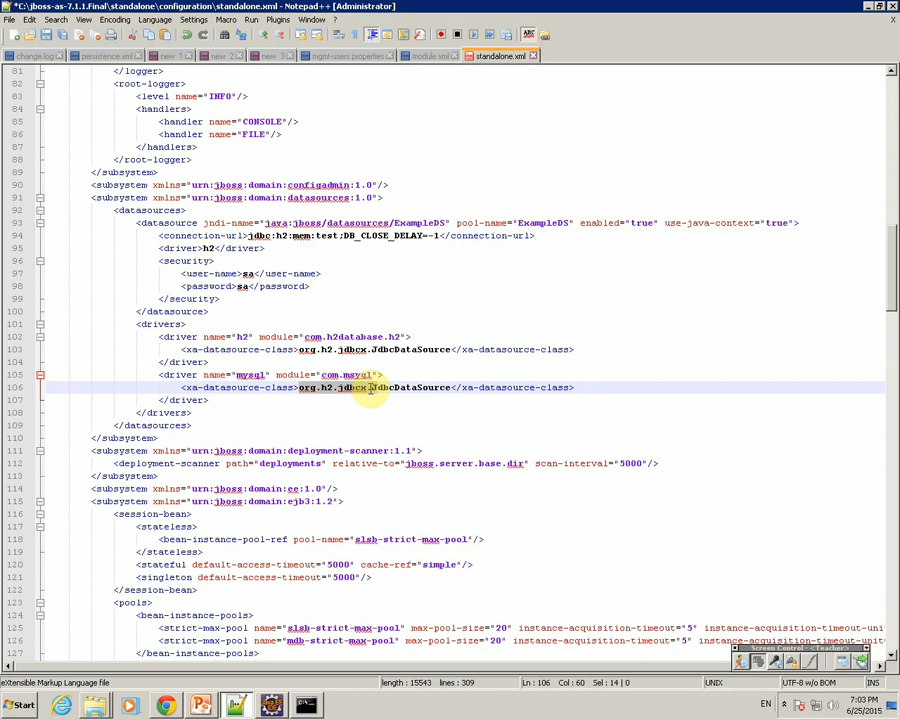 *C:\jboss-as-7.1.1.Final\standalone\configuration\standalone.xml - Notepad++ [Administrator]
File Edit Search View Encoding Language Settings Macro Run Plugins Window ?
change.log persistence.xml new 1 new 2 new 3 mgmt-users.properties module.xml standalone.xml
81 </logger>
82 <root-logger>
83 <level name="INFO"/>
84 <handlers>
85 <handler name="CONSOLE"/>
86 <handler name="FILE"/>
87 </handlers>
88 </root-logger>
89 </subsystem>
90 <subsystem xmlns="urn:jboss:domain:configadmin:1.0"/>
91 <subsystem xmlns="urn:jboss:domain:datasources:1.0">
92 <datasources>
93 <datasource jndi-name="java:jboss/datasources/ExampleDS" pool-name="ExampleDS" enabled="true" use-java-context="true">
94 <connection-url>jdbc:h2:mem:test;DB_CLOSE_DELAY=-1</connection-url>
95 <driver>h2</driver>
96 <security>
97 <user-name>sa</user-name>
98 <password>sa</password>
99 </security>
100 </datasource>
101 <drivers>
102 <driver name="h2" module="com.h2database.h2">
103 <xa-datasource-class>org.h2.jdbcx.JdbcDataSource</xa-datasource-class>
104 </driver>
105 <driver name="mysql" module="com.msyql">
106 <xa-datasource-class>org.h2.jdbcx.JdbcDataSource</xa-datasource-class>
107 </driver>
108 </drivers>
109 </datasources>
110 </subsystem>
111 <subsystem xmlns="urn:jboss:domain:deployment-scanner:1.1">
112 <deployment-scanner path="deployments" relative-to="jboss.server.base.dir" scan-interval="5000"/>
113 </subsystem>
114 <subsystem xmlns="urn:jboss:domain:ee:1.0"/>
115 <subsystem xmlns="urn:jboss:domain:ejb3:1.2">
116 <session-bean>
117 <stateless>
118 <bean-instance-pool-ref pool-name="slsb-strict-max-pool"/>
119 </stateless>
120 <stateful default-access-timeout="5000" cache-ref="simple"/>
121 <singleton default-access-timeout="5000"/>
122 </session-bean>
123 <pools>
124 <bean-instance-pools>
125 <strict-max-pool name="slsb-strict-max-pool" max-pool-size="20" instance-acquisition-timeout="5" instance-acquisition-timeout-unit
126 <strict-max-pool name="mdb-strict-max-pool" max-pool-size="20" instance-acquisition-timeout="5" instance-acquisition-timeout-unit
127 </bean-instance-pools>
Screen Control - <Teacher>
eXtensible Markup Language file length : 15543 lines : 309 Ln : 106 Col : 60 Sel : 14 | 0 UNIX UTF-8 w/o BOM INS
Start EN 7:03 PM
6/25/2015